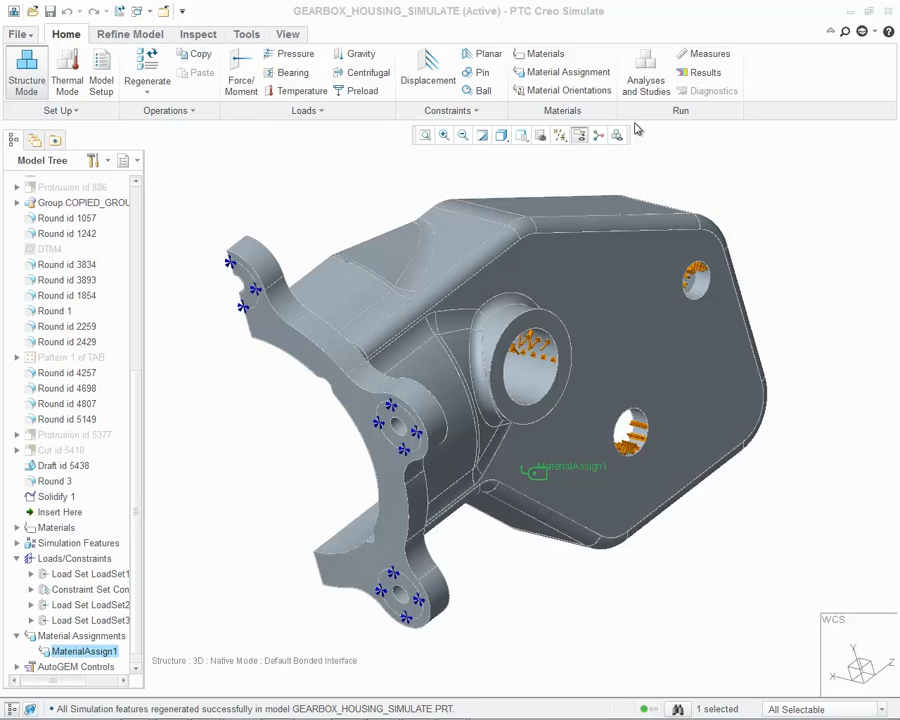 GEARBOX_HOUSING_SIMULATE (Active) - PTC Creo Simulate
File Home Refine Model Inspect Tools View
Structure Mode
Thermal Mode
Model Setup
Set Up
Regenerate
Copy
Paste
Operations
Force/ Moment
Pressure
Bearing
Temperature
Gravity
Centrifugal
Preload
Loads
Displacement
Planar
Pin
Ball
Constraints
Materials
Material Assignment
Material Orientations
Materials
Analyses and Studies
Measures
Results
Diagnostics
Run
Model Tree
Protrusion id 886
Group COPIED_GROU
Round id 1057
Round id 1242
DTM4
Round id 3834
Round id 3893
Round id 1854
Round 1
Round id 2259
Round id 2429
Pattern 1 of TAB
Round id 4257
Round id 4698
Round id 4807
Round id 5149
Protrusion id 5377
Cut id 5410
Draft id 5438
Round 3
Solidify 1
Insert Here
Materials
Simulation Features
Loads/Constraints
Load Set LoadSet1
Constraint Set Con
Load Set LoadSet2
Load Set LoadSet3
Material Assignments
MaterialAssign1
AutoGEM Controls
MaterialAssign1
Structure : 3D : Native Mode : Default Bonded Interface
WCS
Y
X
Z
• All Simulation features regenerated successfully in model GEARBOX_HOUSING_SIMULATE.PRT.
1 selected
All Selectable